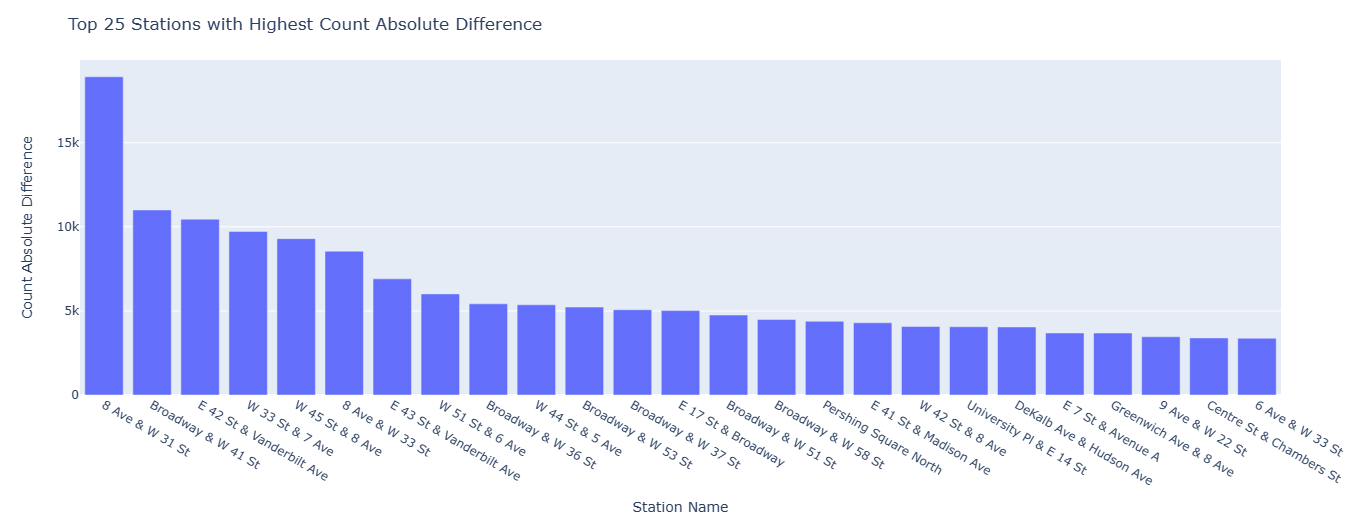 Top 25 Stations with Highest Count Absolute Difference
Count Absolute Difference
15k
10k
5k
0
8 Ave & W 31 St
Broadway & W 41 St
E 42 St & Vanderbilt Ave
W 33 St & 7 Ave
W 45 St & 8 Ave
8 Ave & W 33 St
E 43 St & Vanderbilt Ave
W 51 St & 6 Ave
Broadway & W 36 St
W 44 St & 5 Ave
Broadway & W 53 St
Broadway & W 37 St
E 17 St & Broadway
Broadway & W 51 St
Broadway & W 58 St
Pershing Square North
E 41 St & Madison Ave
W 42 St & 8 Ave
University Pl & E 14 St
DeKalb Ave & Hudson Ave
E 7 St & Avenue A
Greenwich Ave & 8 Ave
9 Ave & W 22 St
Centre St & Chambers St
6 Ave & W 33 St
Station Name